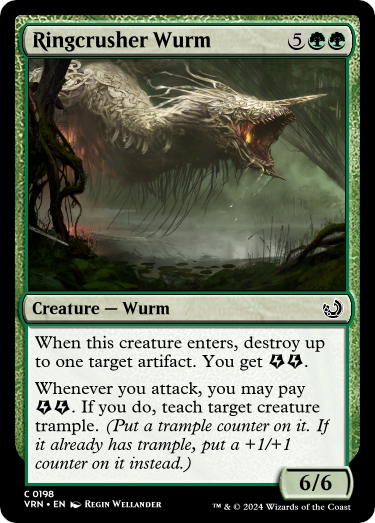 Ringcrusher Wurm 5
Creature — Wurm
When this creature enters, destroy up
to one target artifact. You get .
Whenever you attack, you may pay
. If you do, teach target creature
trample. (Put a trample counter on it. If
it already has trample, put a +1/+1
counter on it instead.)
6/6
C 0198
VRN • EN REGIN WELLANDER ™ & © 2024 Wizards of the Coast